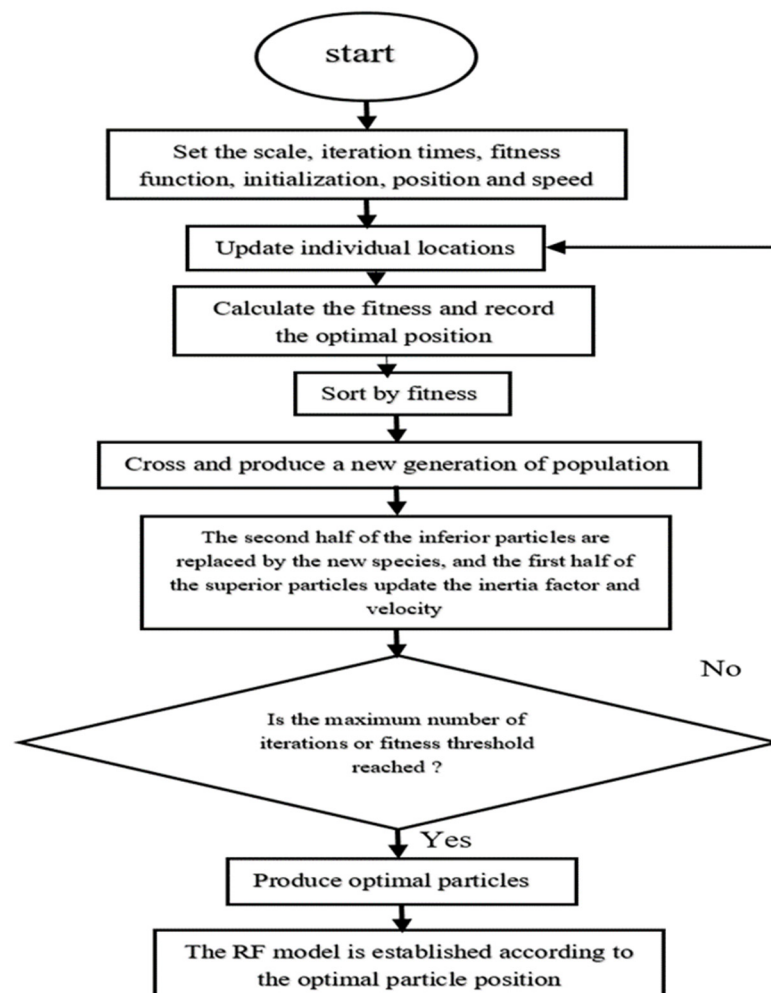 start
Set the scale, iteration times, fitness
function, initialization, position and speed
Update individual locations
Calculate the fitness and record
the optimal position
Sort by fitness
Cross and produce a new generation of population
The second half of the inferior particles are
replaced by the new species, and the first half of
the superior particles update the inertia factor and
velocity
No
Is the maximum number of
iterations or fitness threshold
reached ?
Yes
Produce optimal particles
The RF model is established according to
the optimal particle position